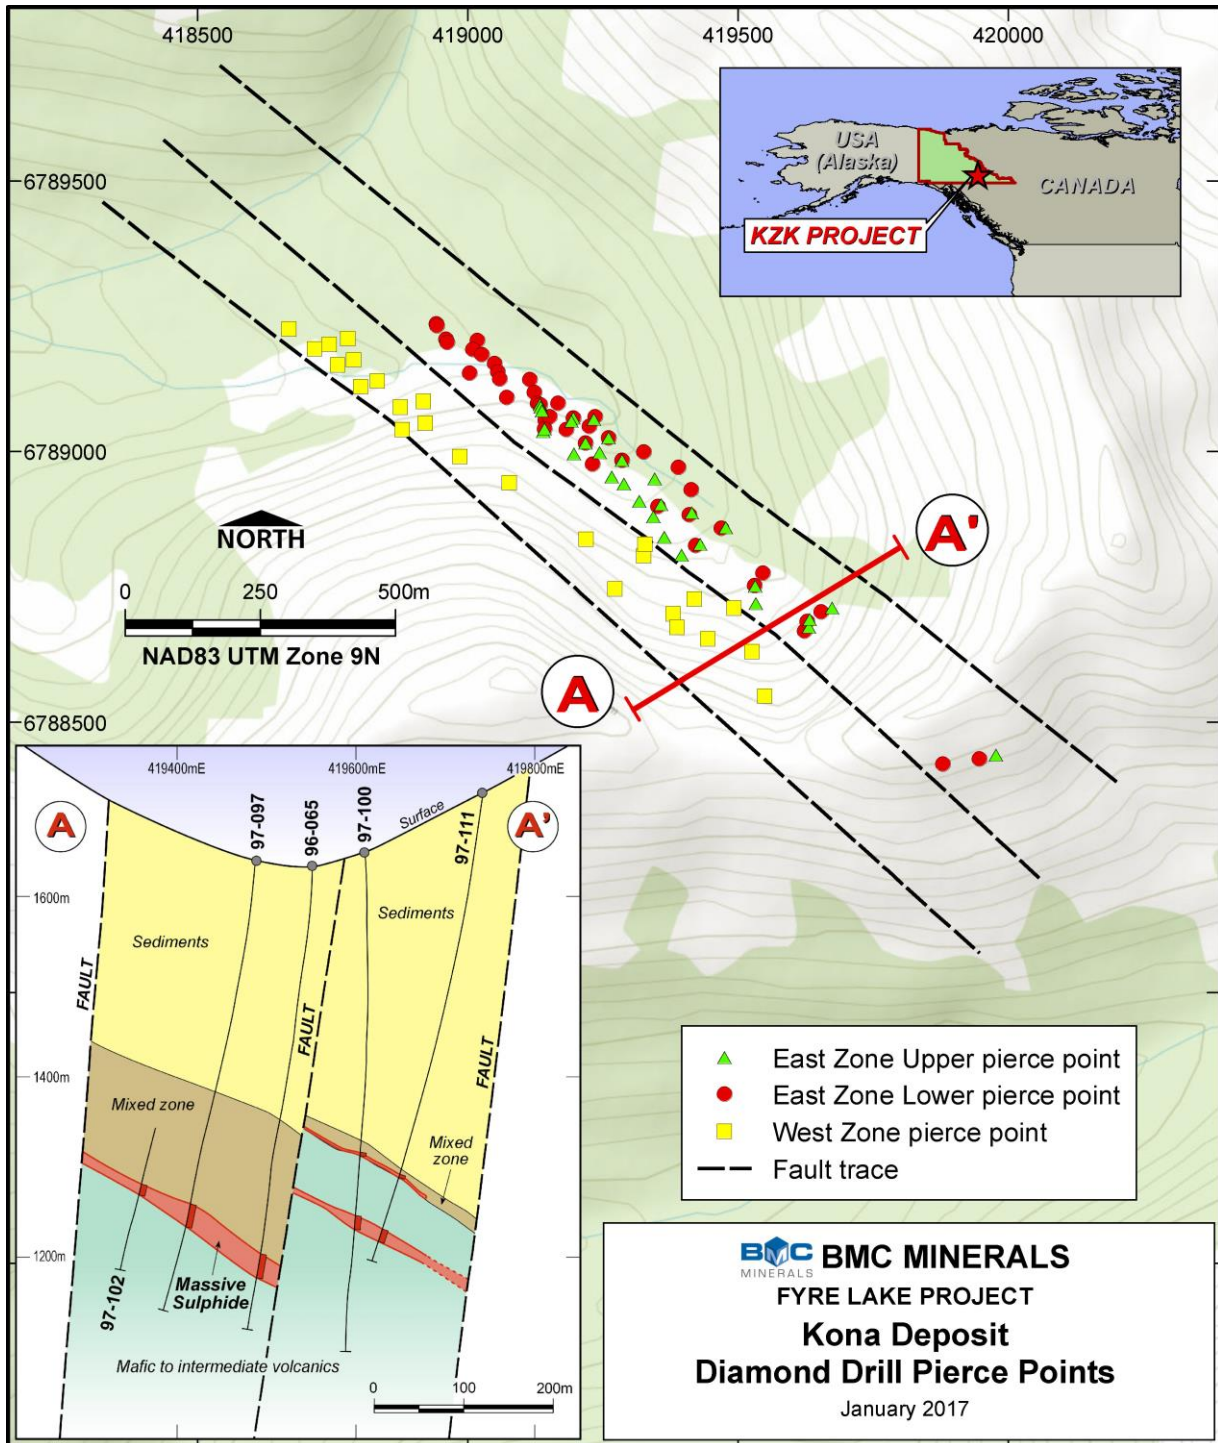 418500
419000
419500
420000
6789500
6789000
6788500
USA
(Alaska)
CANADA
KZK PROJECT
NORTH
0
250
500m
NAD83 UTM Zone 9N
A
A'
419400mE
419600mE
419800mE
A
A'
97-097
96-065
97-100
Surface
97-111
1600m
Sediments
Sediments
FAULT
FAULT
FAULT
1400m
Mixed zone
Mixed
zone
1200m
Massive
Sulphide
97-102
Mafic to intermediate volcanics
0
100
200m
East Zone Upper pierce point
East Zone Lower pierce point
West Zone pierce point
Fault trace
BMC
MINERALS
BMC MINERALS
FYRE LAKE PROJECT
Kona Deposit
Diamond Drill Pierce Points
January 2017